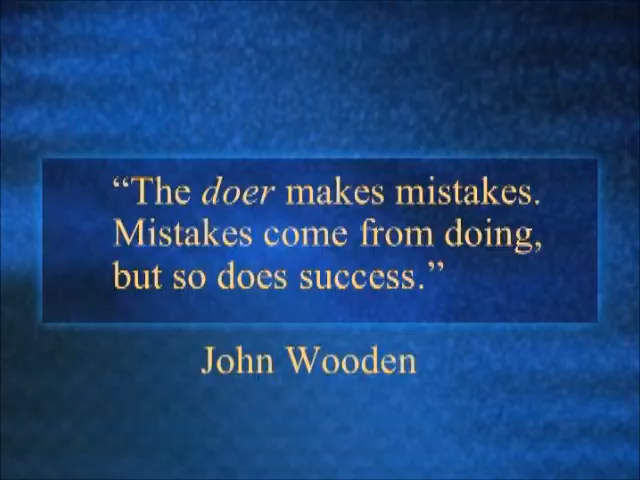 “The doer makes mistakes.
Mistakes come from doing,
but so does success.”
John Wooden